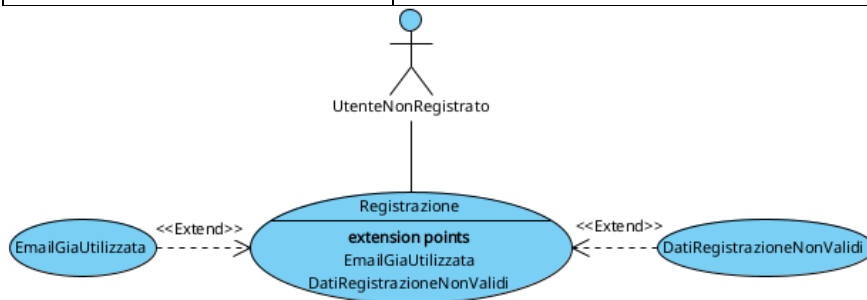 UtenteNonRegistrato
Registrazione
<<Extend>>
<<Extend>>
extension points
EmailGiaUtilizzata
EmailGiaUtilizzata
DatiRegistrazioneNonValidi
DatiRegistrazioneNonValidi